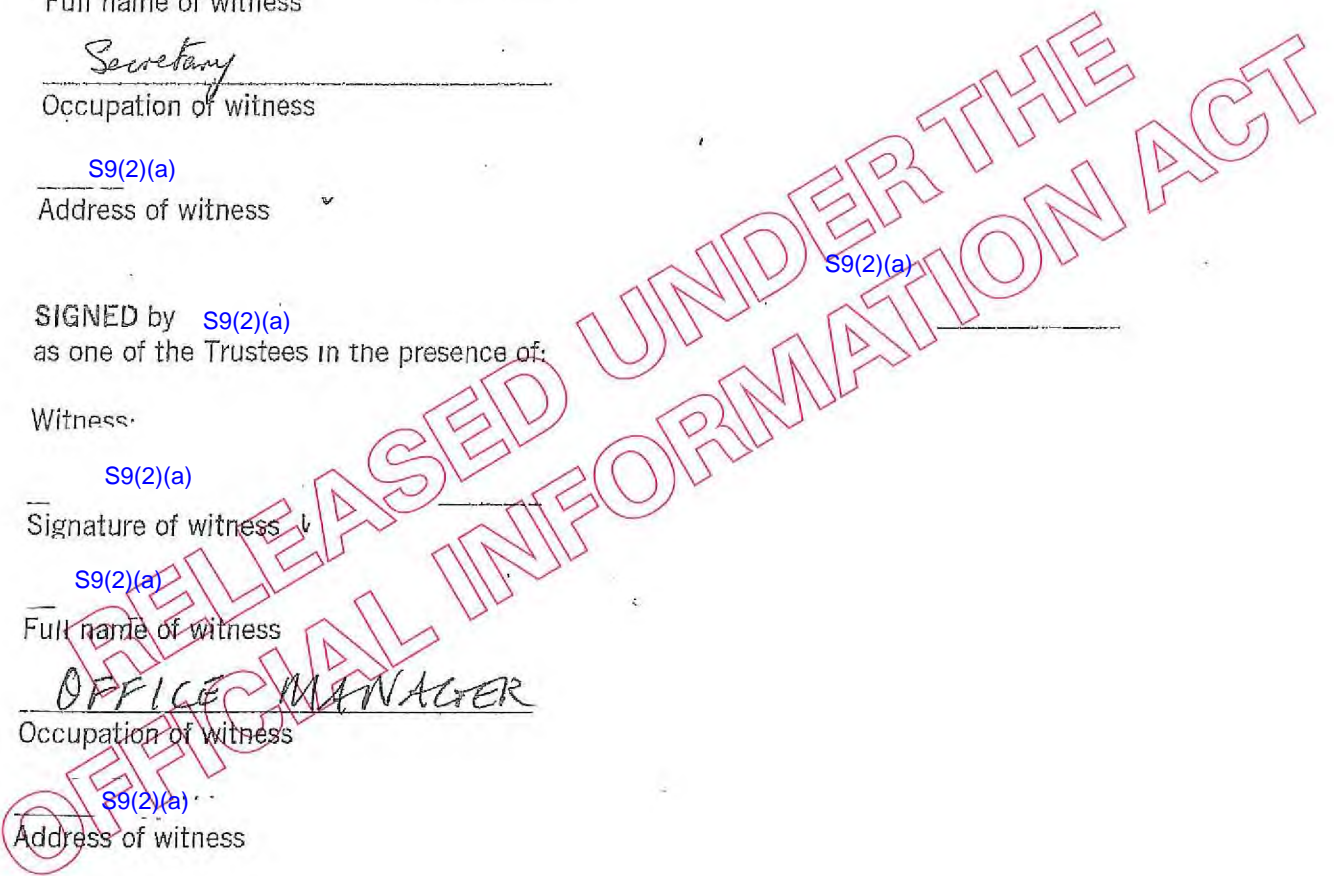 Full name of witness
Secretary
Occupation of witness
S9(2)(a)
Address of witness
S9(2)(a)
SIGNED by S9(2)(a)
as one of the Trustees in the presence of:
Witness:
S9(2)(a)
Signature of witness
S9(2)(a)
Full name of witness
OFFICE MANAGER
Occupation of witness
S9(2)(a)
Address of witness
RELEASED UNDER THE
OFFICIAL INFORMATION ACT